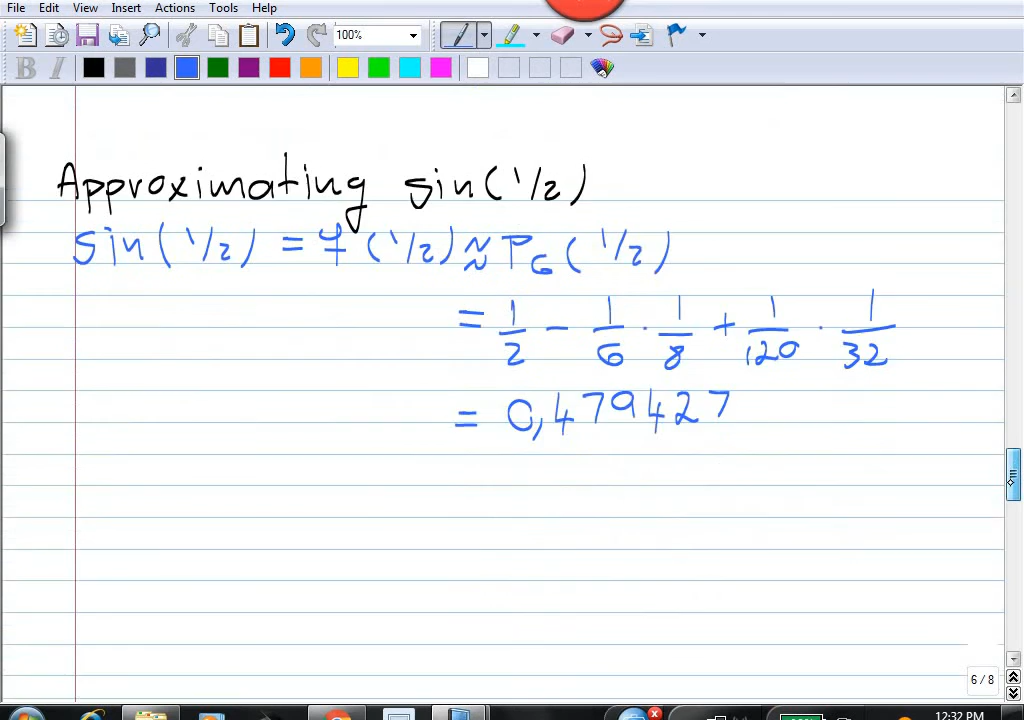 File Edit View Insert Actions Tools Help
100%
B I
Approximating sin(1/2)
sin(1/2) = f(1/2) ≈ P₆(1/2)
= 1/2 - 1/6 · 1/8 + 1/120 · 1/32
= 0,479427
6 / 8
12:32 PM